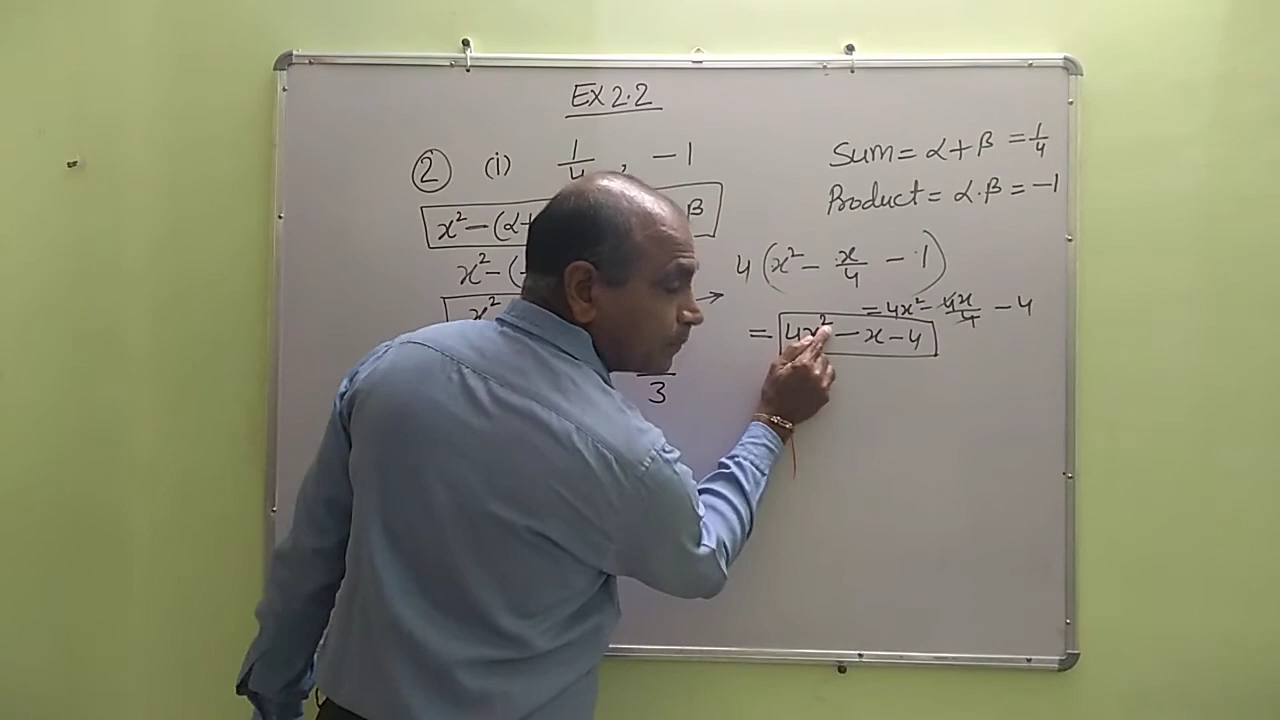 EX 2.2
② (i) 1/4 , −1
Sum = α + β = 1/4
Product = α . β = −1
x² − (α+ β
x² − (
x²
3
4 ( x² − x/4 − 1 )
= 4x² − 4x/4 − 4
= 4x² − x − 4